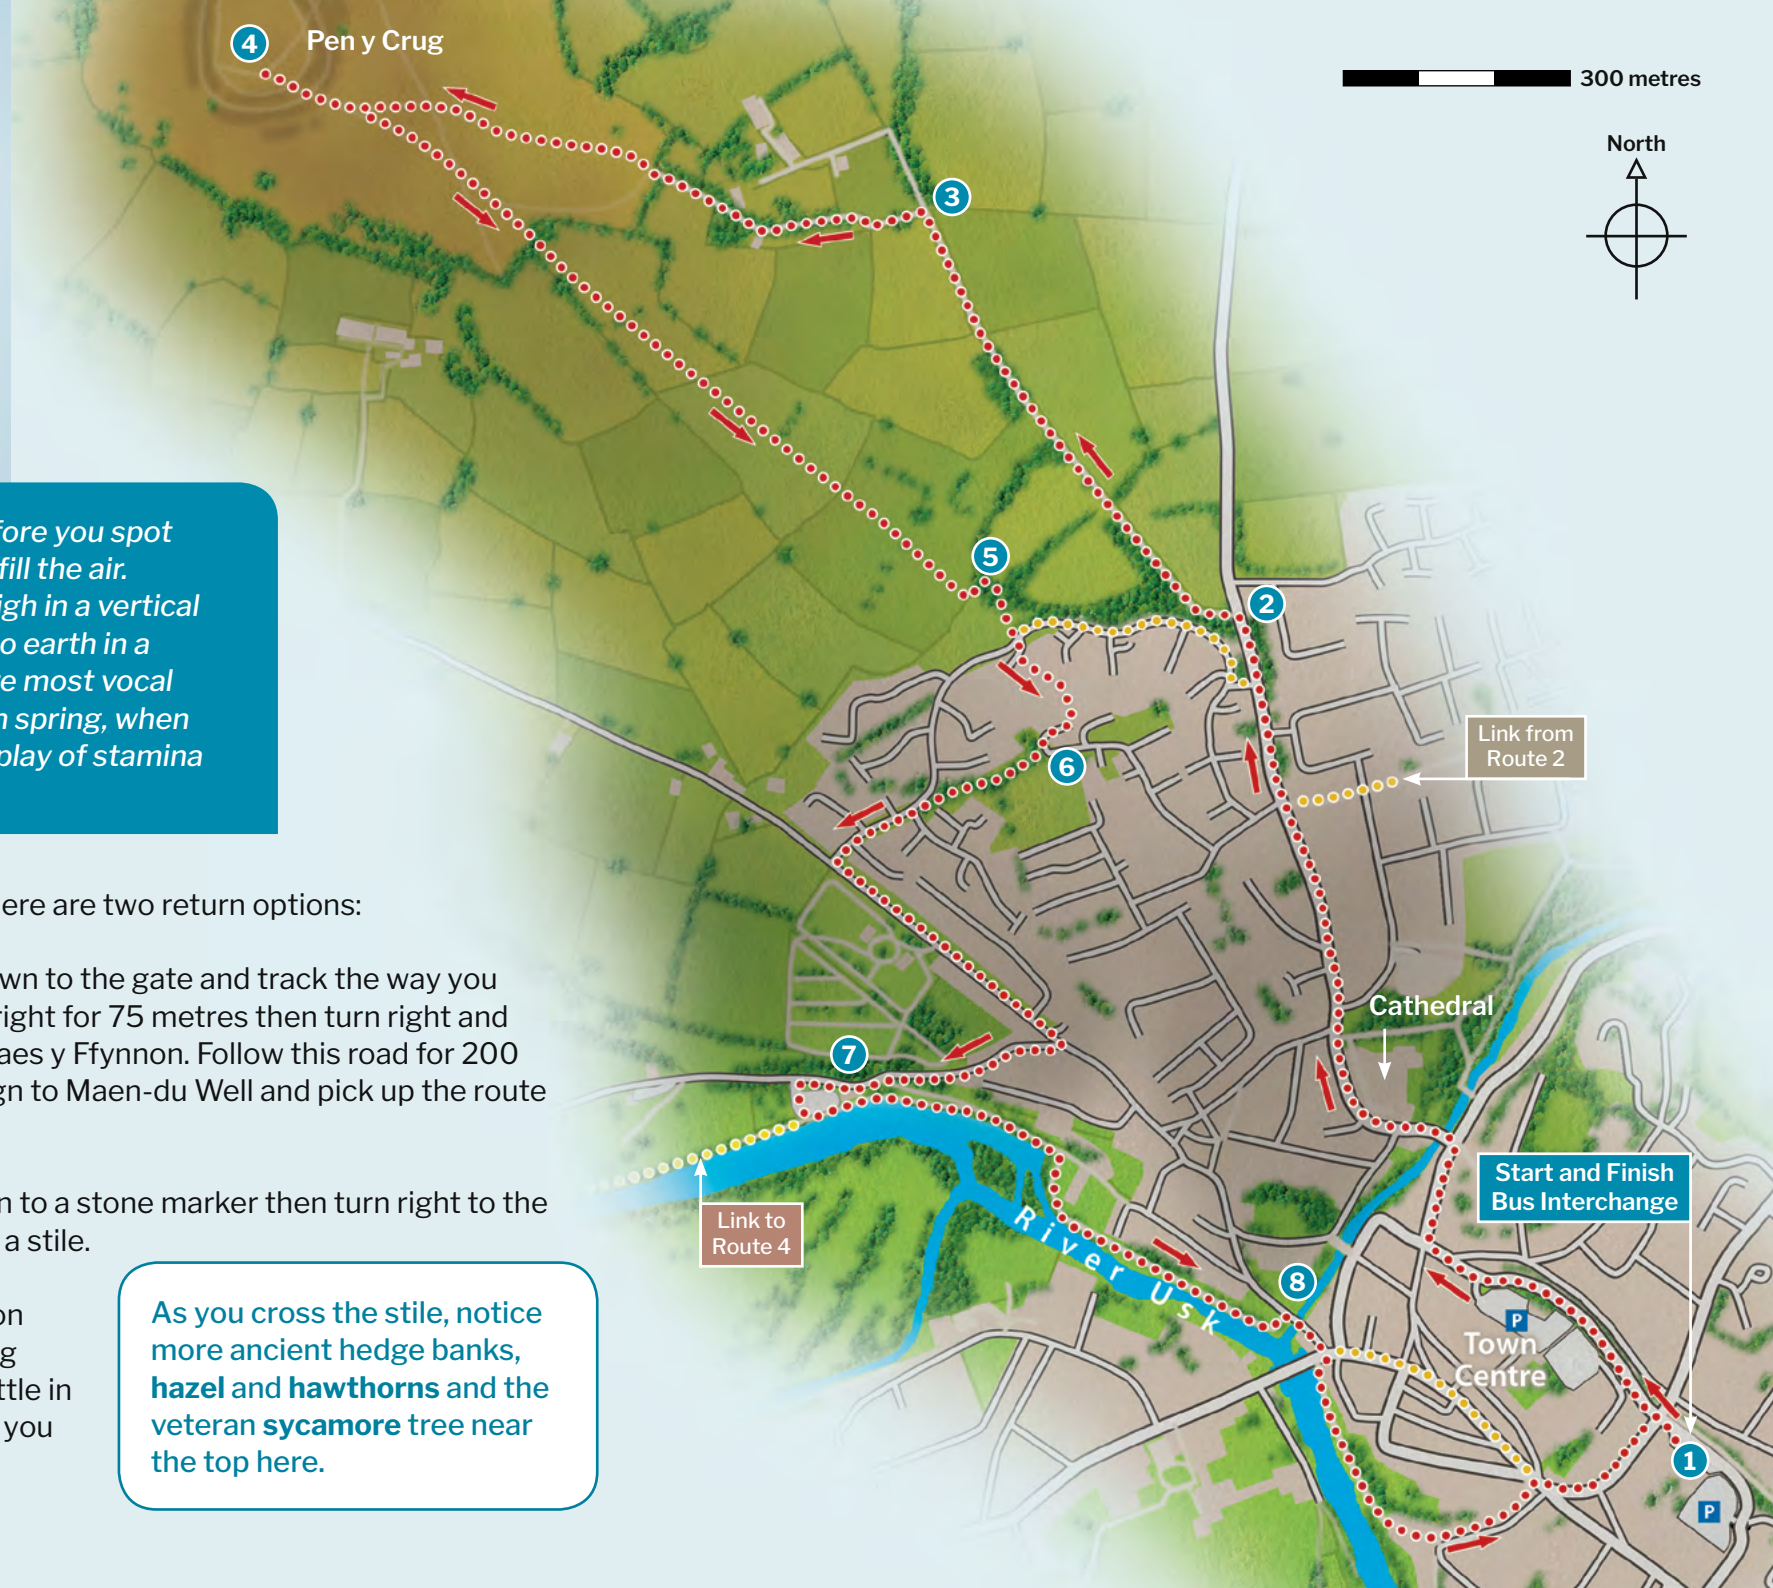 4
Pen y Crug
300 metres
North
3
fore you spot
fill the air.
igh in a vertical
o earth in a
e most vocal
n spring, when
play of stamina
5
2
Link from
Route 2
6
ere are two return options:
wn to the gate and track the way you
right for 75 metres then turn right and
aes y Ffynnon. Follow this road for 200
gn to Maen-du Well and pick up the route
Cathedral
7
n to a stone marker then turn right to the
a stile.
Link to
Route 4
River Usk
Start and Finish
Bus Interchange
8
on
g
ttle in
you
As you cross the stile, notice
more ancient hedge banks,
hazel and hawthorns and the
veteran sycamore tree near
the top here.
P
Town
Centre
1
P